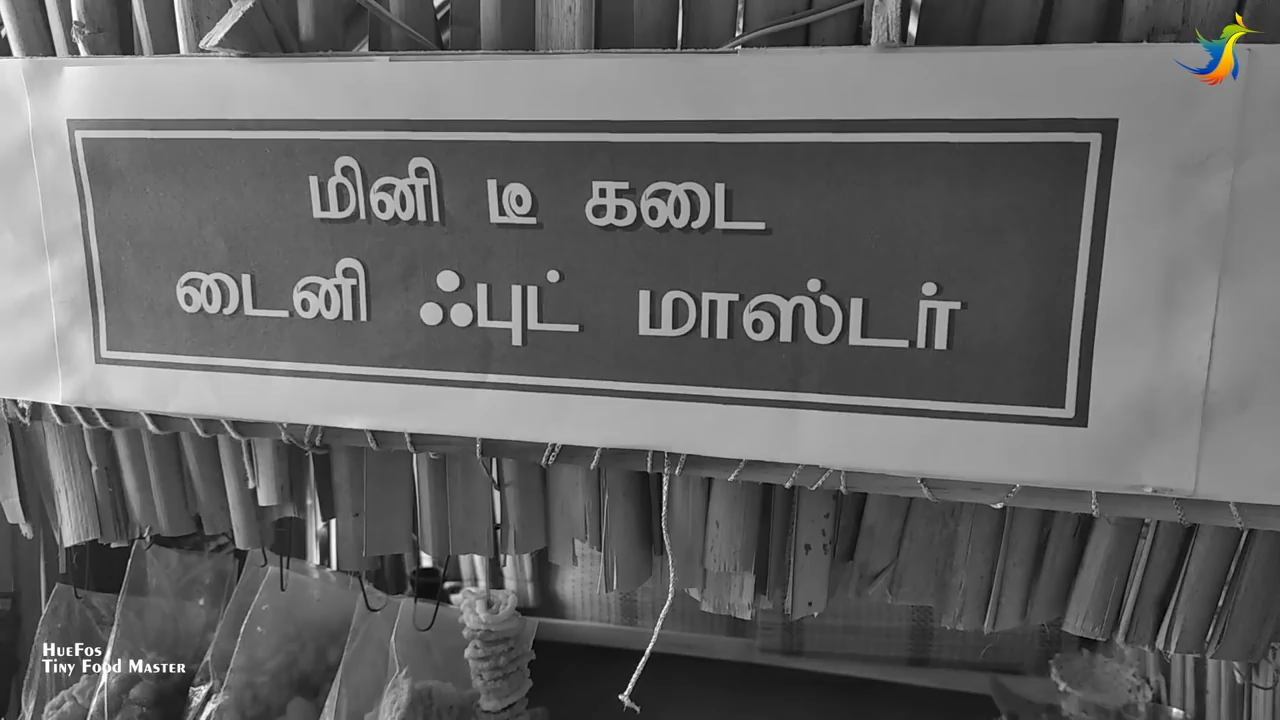 மினி டீ கடை
டைனி ஃபுட் மாஸ்டர்
HueFos
Tiny Food Master